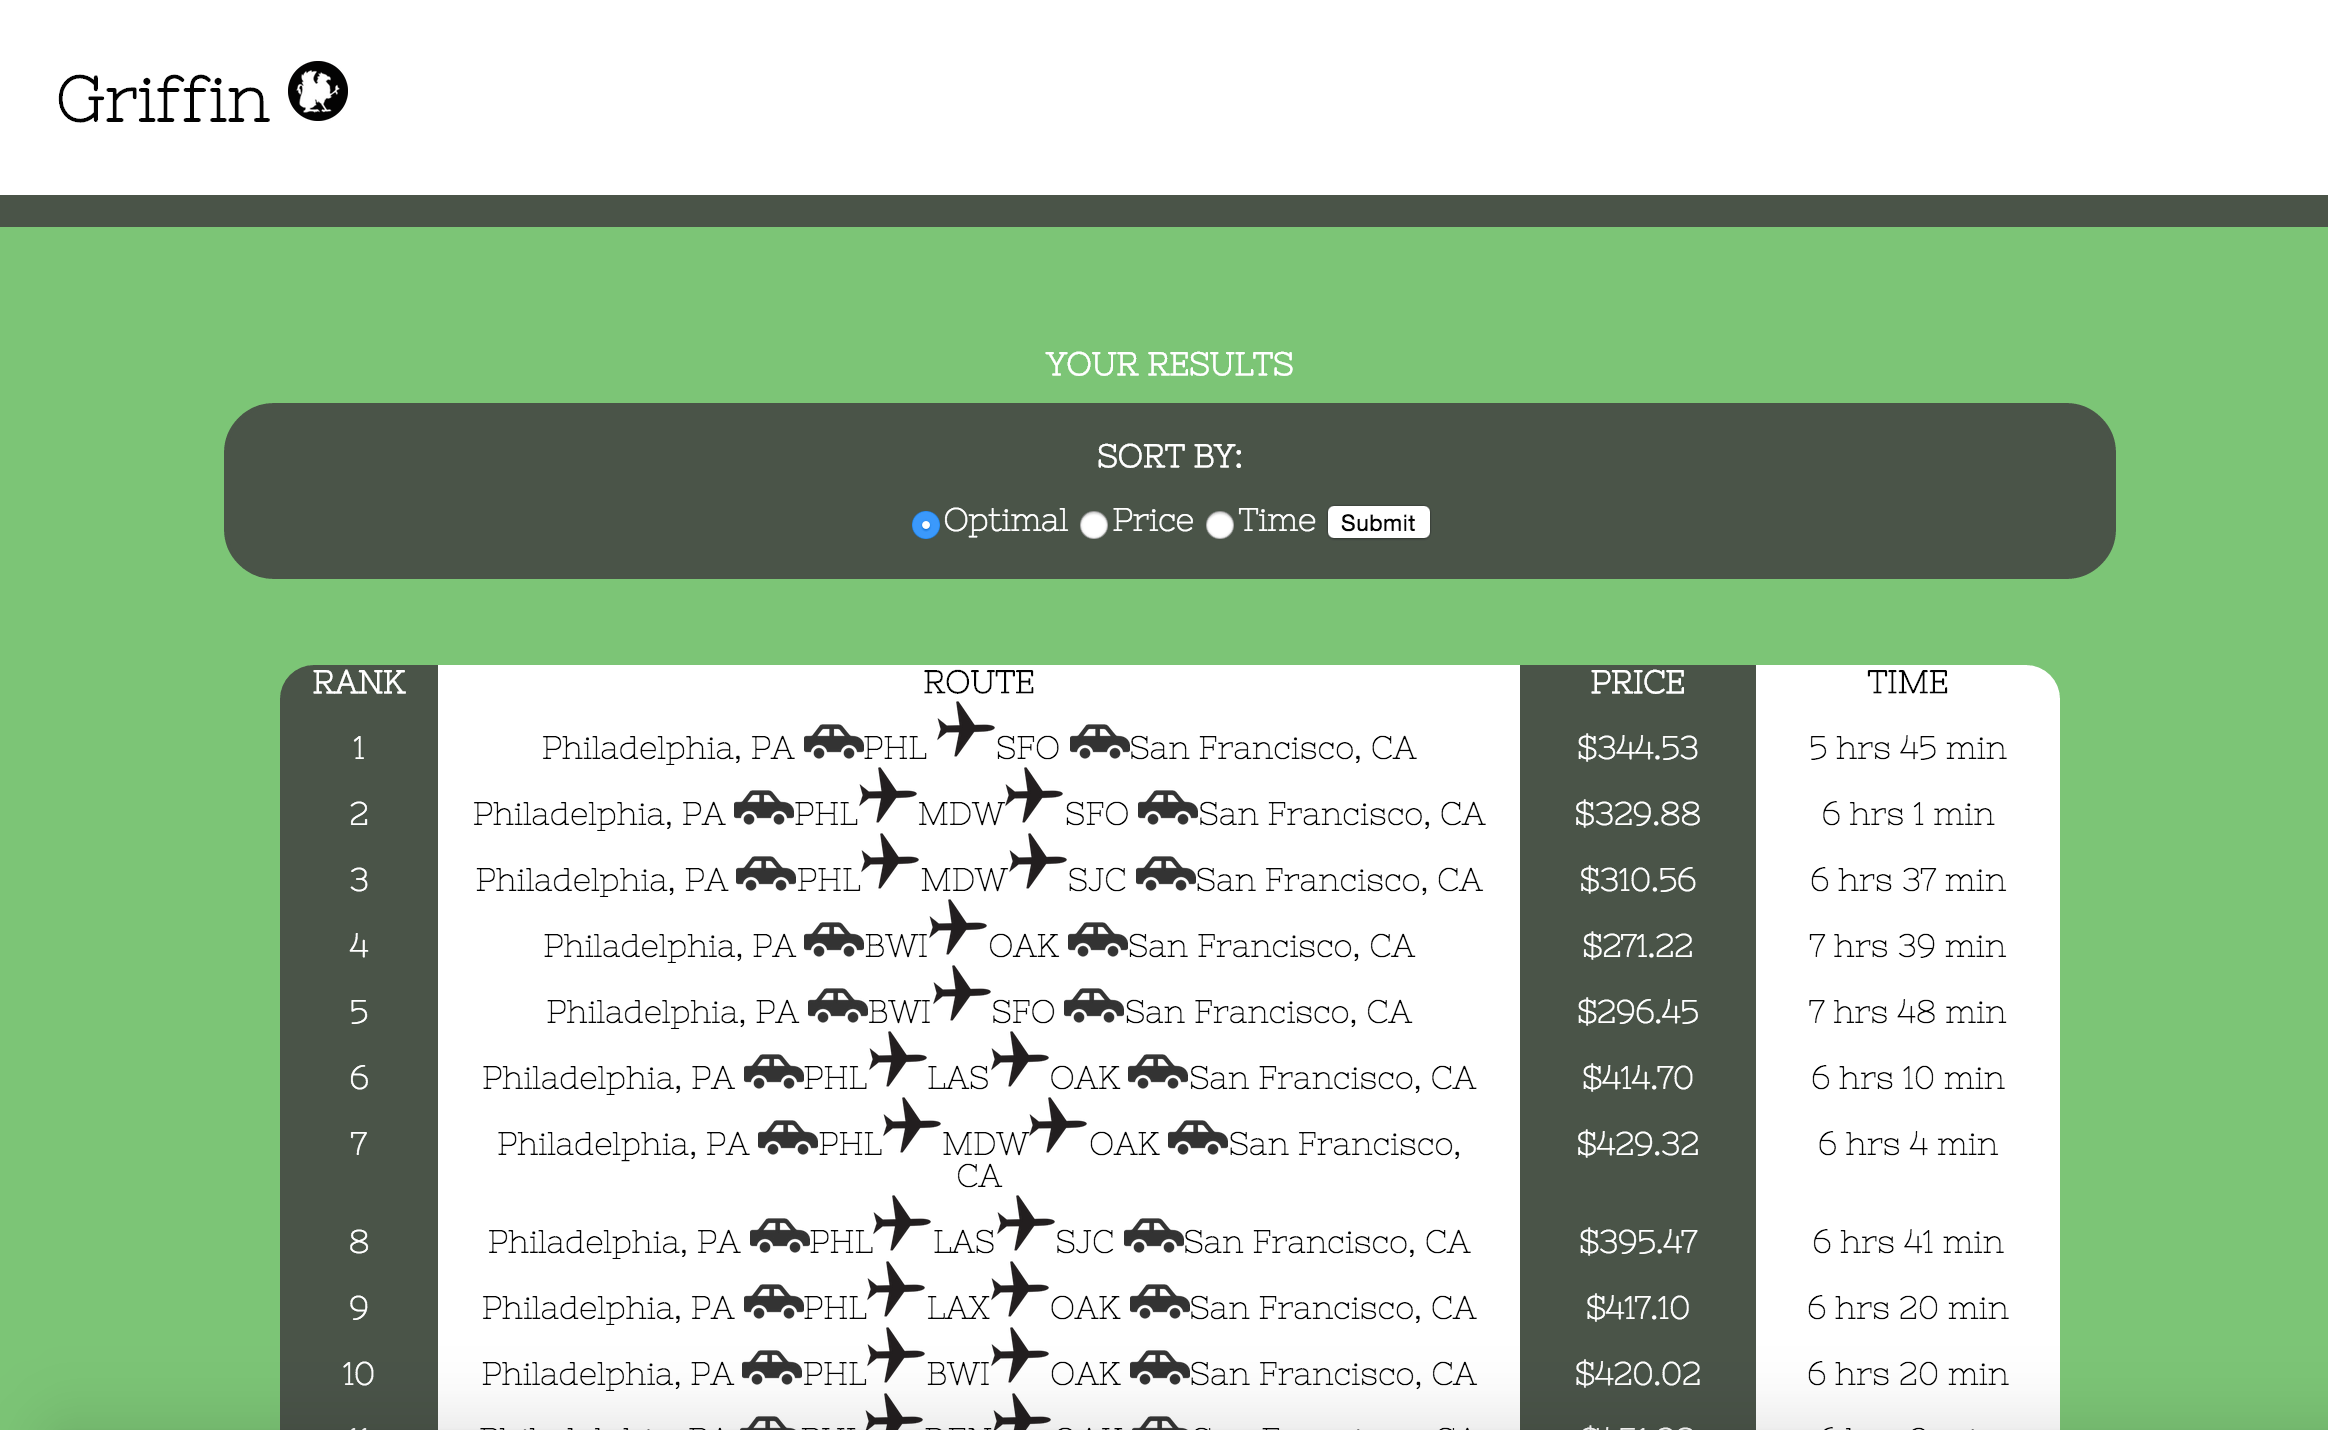 Griffin
YOUR RESULTS
SORT BY:
Optimal Price Time Submit
RANK ROUTE PRICE TIME
1 Philadelphia, PA PHL SFO San Francisco, CA $344.53 5 hrs 45 min
2 Philadelphia, PA PHL MDW SFO San Francisco, CA $329.88 6 hrs 1 min
3 Philadelphia, PA PHL MDW SJC San Francisco, CA $310.56 6 hrs 37 min
4 Philadelphia, PA BWI OAK San Francisco, CA $271.22 7 hrs 39 min
5 Philadelphia, PA BWI SFO San Francisco, CA $296.45 7 hrs 48 min
6 Philadelphia, PA PHL LAS OAK San Francisco, CA $414.70 6 hrs 10 min
7 Philadelphia, PA PHL MDW OAK San Francisco, $429.32 6 hrs 4 min
CA
8 Philadelphia, PA PHL LAS SJC San Francisco, CA $395.47 6 hrs 41 min
9 Philadelphia, PA PHL LAX OAK San Francisco, CA $417.10 6 hrs 20 min
10 Philadelphia, PA PHL BWI OAK San Francisco, CA $420.02 6 hrs 20 min